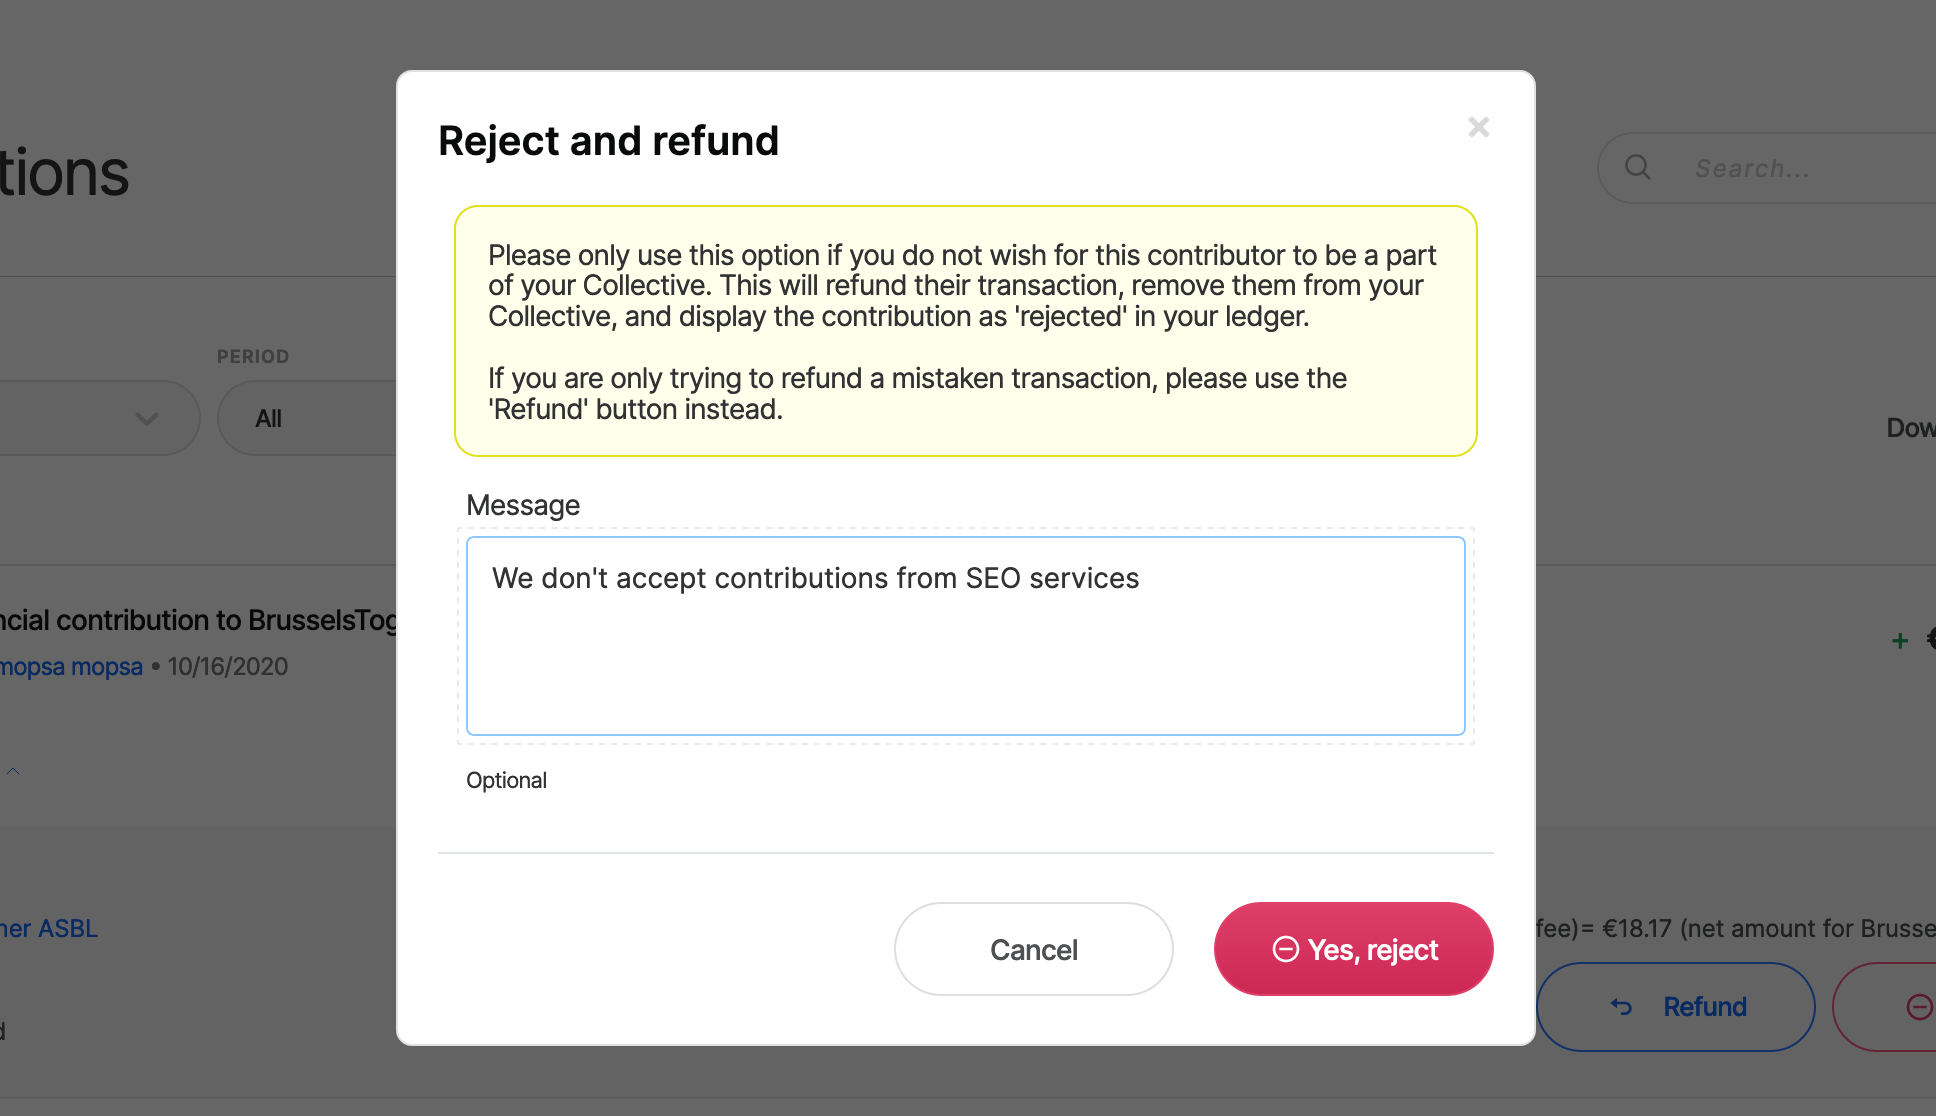 Reject and refund
tions
Search...
Please only use this option if you do not wish for this contributor to be a part
of your Collective. This will refund their transaction, remove them from your
Collective, and display the contribution as 'rejected' in your ledger.
If you are only trying to refund a mistaken transaction, please use the
'Refund' button instead.
PERIOD
All
Dow
Message
We don't accept contributions from SEO services
Optional
ncial contribution to BrusselsTog
mopsa mopsa • 10/16/2020
+ €
ner ASBL
fee)= €18.17 (net amount for Brusse
Cancel
Yes, reject
Refund
d